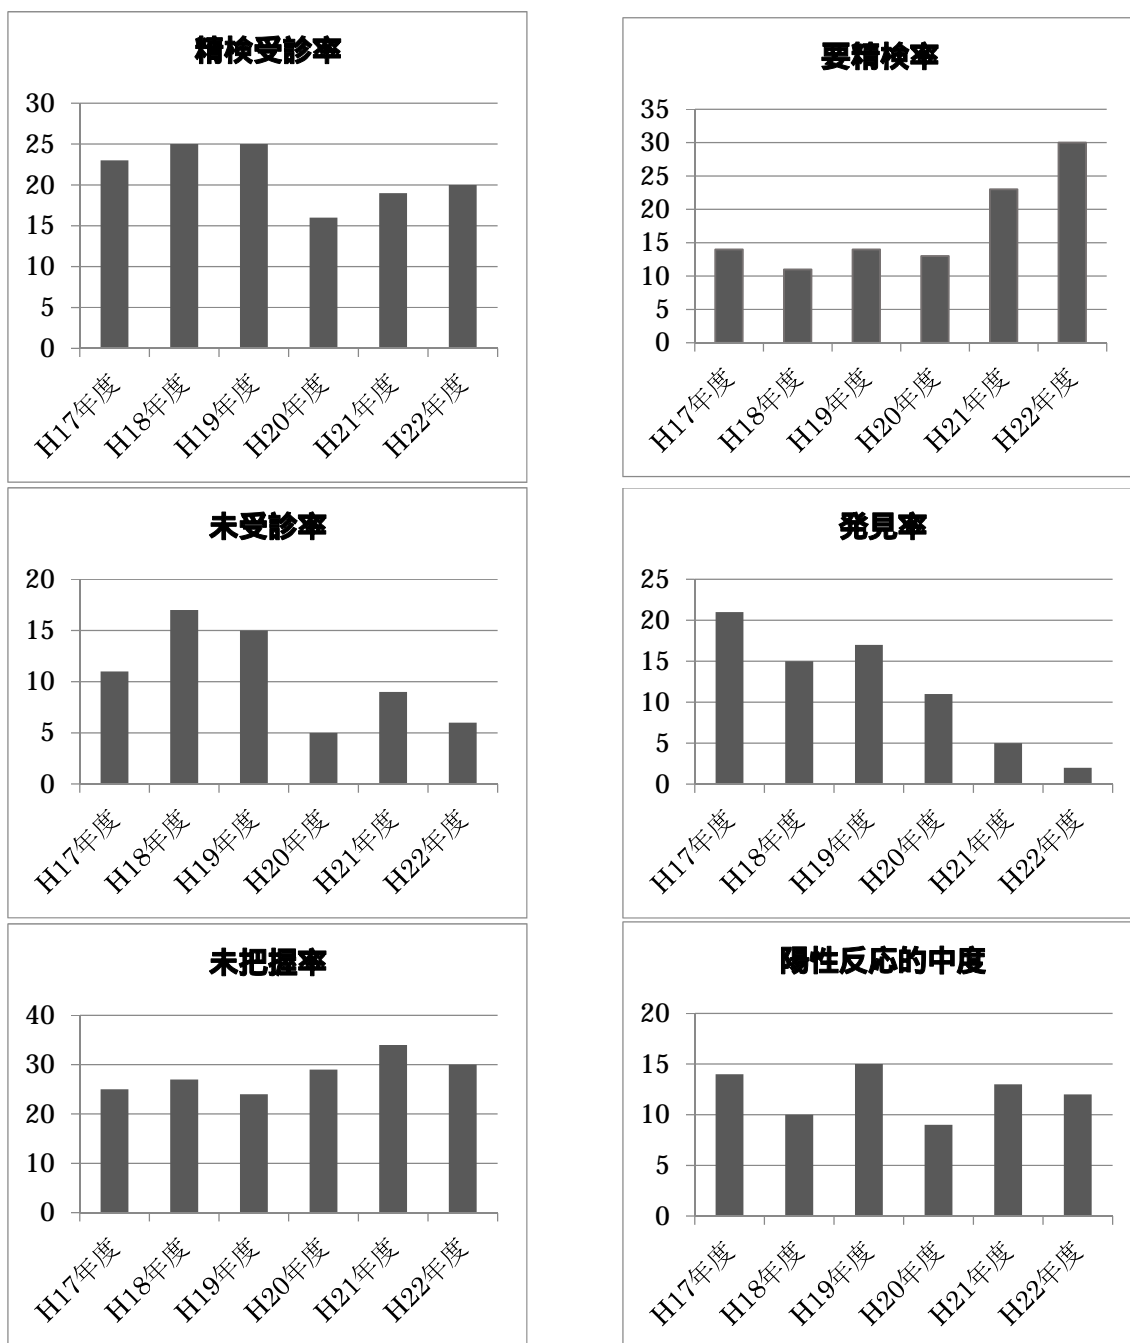 精検受診率
30
25
20
15
10
5
0
H17年度
H18年度
H19年度
H20年度
H21年度
H22年度
要精検率
35
30
25
20
15
10
5
0
H17年度
H18年度
H19年度
H20年度
H21年度
H22年度
未受診率
20
15
10
5
0
H17年度
H18年度
H19年度
H20年度
H21年度
H22年度
発見率
25
20
15
10
5
0
H17年度
H18年度
H19年度
H20年度
H21年度
H22年度
未把握率
40
30
20
10
0
H17年度
H18年度
H19年度
H20年度
H21年度
H22年度
陽性反応的中度
20
15
10
5
0
H17年度
H18年度
H19年度
H20年度
H21年度
H22年度